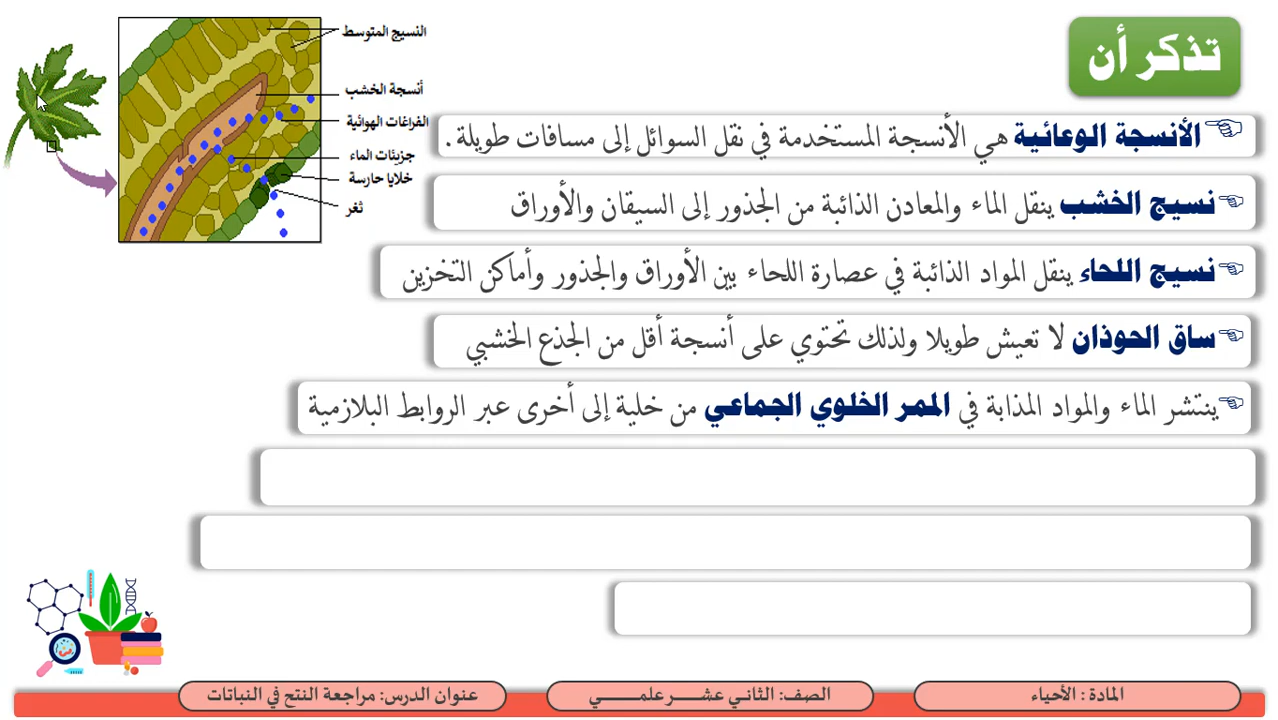 تذكر أن
النسيج المتوسط
أنسجة الخشب
الفراغات الهوائية
جزيئات الماء
خلايا حارسة
ثغر
الأنسجة الوعائية هي الأنسجة المستخدمة في نقل السوائل إلى مسافات طويلة .
نسيج الخشب ينقل الماء والمعادن الذائبة من الجذور إلى السيقان والأوراق
نسيج اللحاء ينقل المواد الذائبة في عصارة اللحاء بين الأوراق والجذور وأماكن التخزين
ساق الحوذان لا تعيش طويلا ولذلك تحتوي على أنسجة أقل من الجذع الخشبي
ينتشر الماء والمواد المذابة في الممر الخلوي الجماعي من خلية إلى أخرى عبر الروابط البلازمية
المادة : الأحياء
الصف: الثاني عشر علمي
عنوان الدرس: مراجعة النتح في النباتات